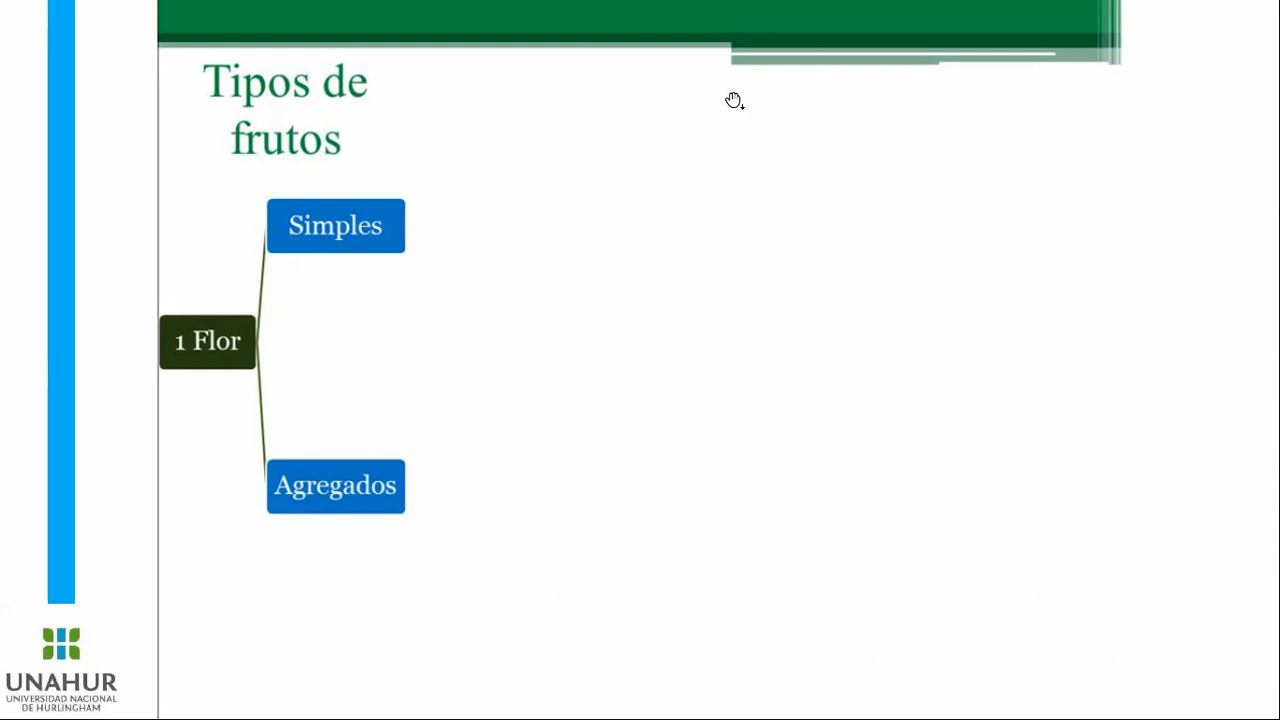 Tipos de
frutos
Simples
1 Flor
Agregados
UNAHUR
UNIVERSIDAD NACIONAL
DE HURLINGHAM